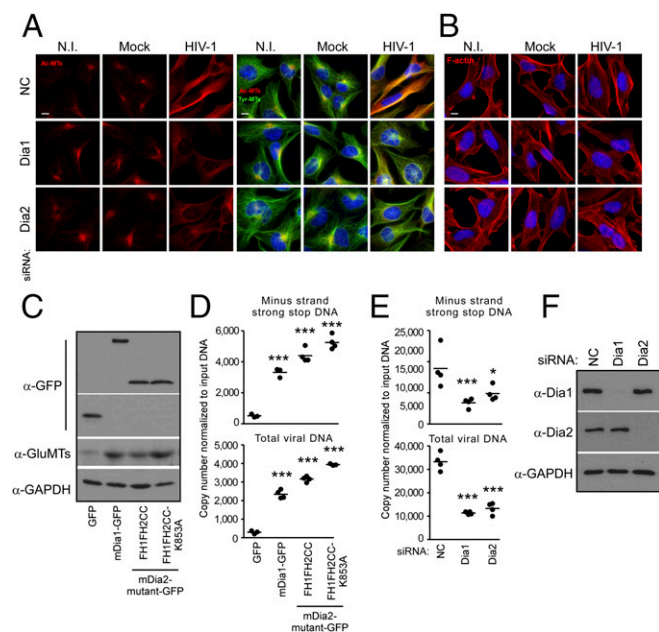 A
N.I. Mock HIV-1 N.I. Mock HIV-1
NC
Ac-MTs
Ac-MTs
Tyr-MTs
Dia1
Dia2
siRNA:
B
N.I. Mock HIV-1
F-actin
C
α-GFP
α-GluMTs
α-GAPDH
GFP
mDia1-GFP
FH1FH2CC
FH1FH2CC-
K853A
mDia2-
mutant-GFP
D
Minus strand
strong stop DNA
Copy number normalized to input DNA
6,000
4,000
2,000
0
***
***
***
Total viral DNA
5,000
4,000
3,000
2,000
1,000
0
***
***
***
GFP
mDia1-GFP
FH1FH2CC
FH1FH2CC-
K853A
mDia2-
mutant-GFP
E
Minus strand
strong stop DNA
Copy number normalized to input DNA
25,000
20,000
15,000
10,000
5,000
0
***
*
Total viral DNA
40,000
30,000
20,000
10,000
0
***
***
siRNA:
NC
Dia1
Dia2
F
siRNA:
NC
Dia1
Dia2
α-Dia1
α-Dia2
α-GAPDH